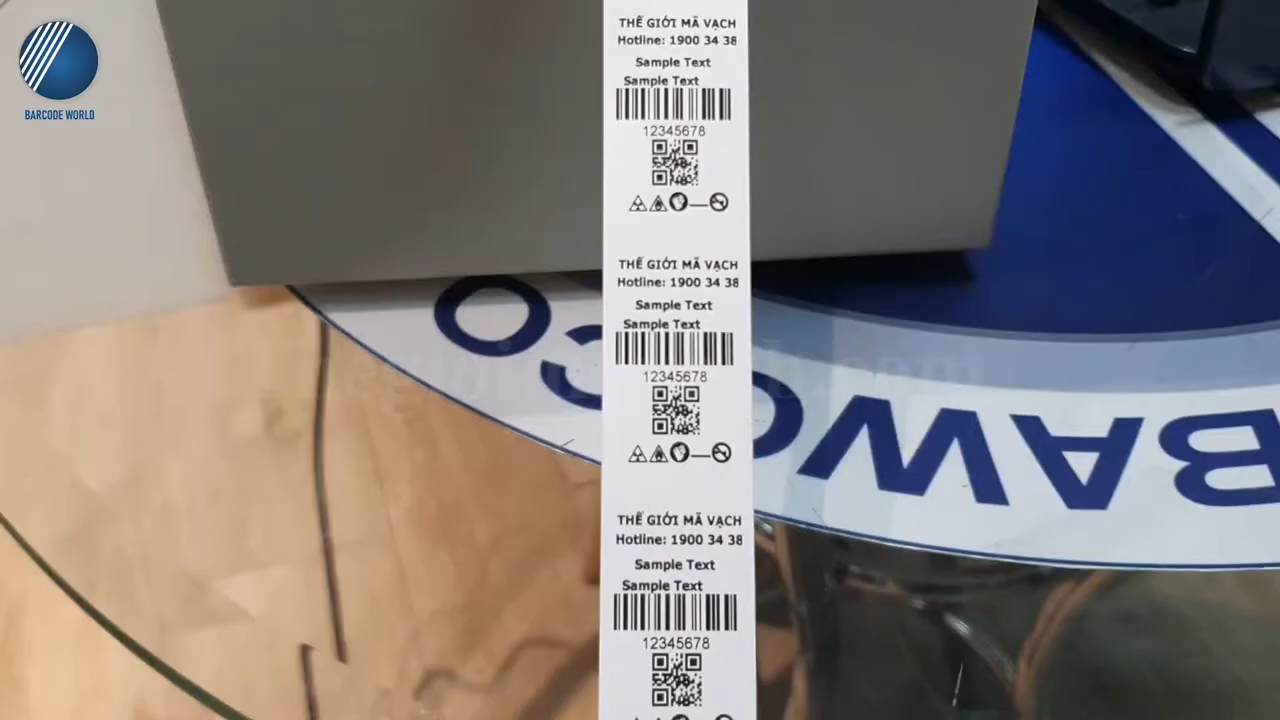 BARCODE WORLD
THẾ GIỚI MÃ VẠCH
Hotline: 1900 34 38
Sample Text
Sample Text
12345678
THẾ GIỚI MÃ VẠCH
Hotline: 1900 34 38
Sample Text
Sample Text
12345678
THẾ GIỚI MÃ VẠCH
Hotline: 1900 34 38
Sample Text
Sample Text
12345678
BAWO
CO